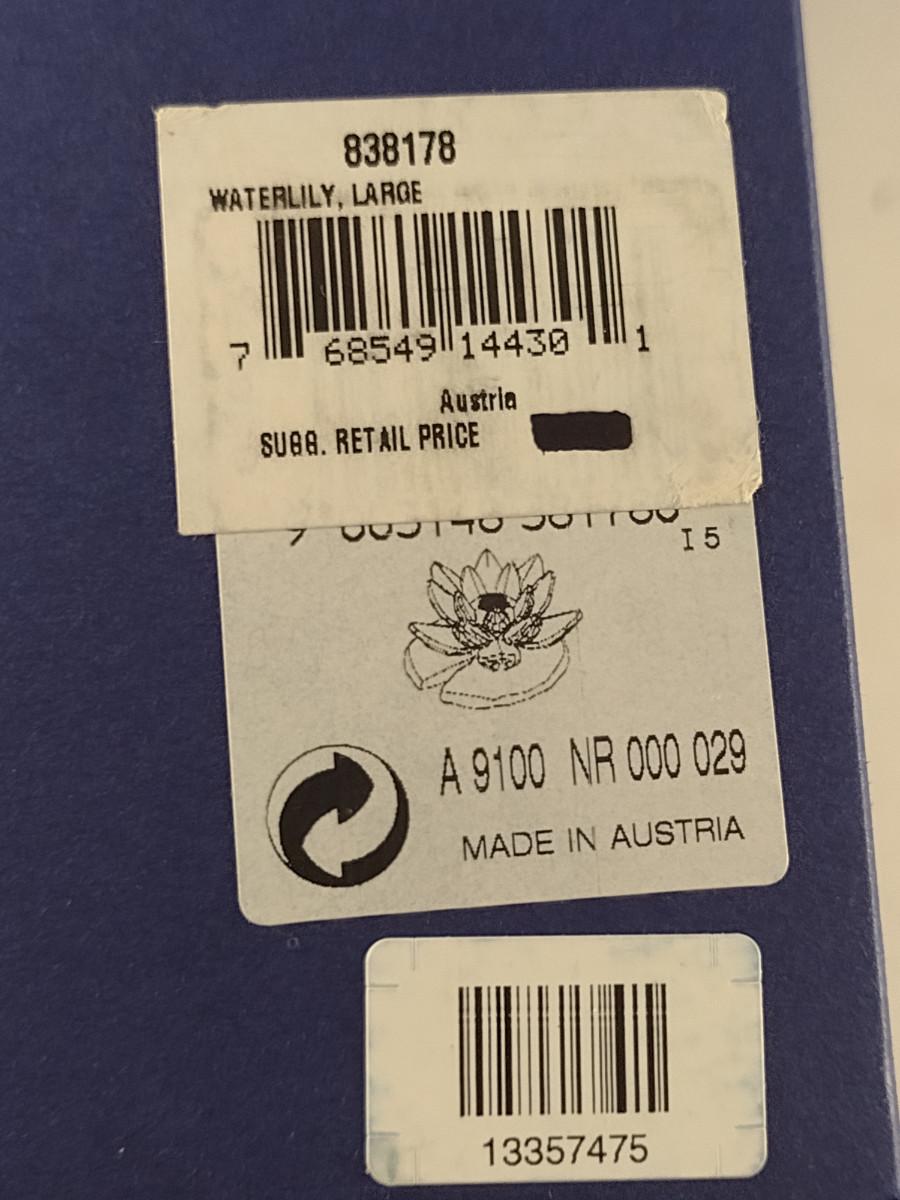 838178
WATERLILY, LARGE
7 68549 14430 1
Austria
SUGG. RETAIL PRICE
I 5
A 9100 NR 000 029
MADE IN AUSTRIA
13357475